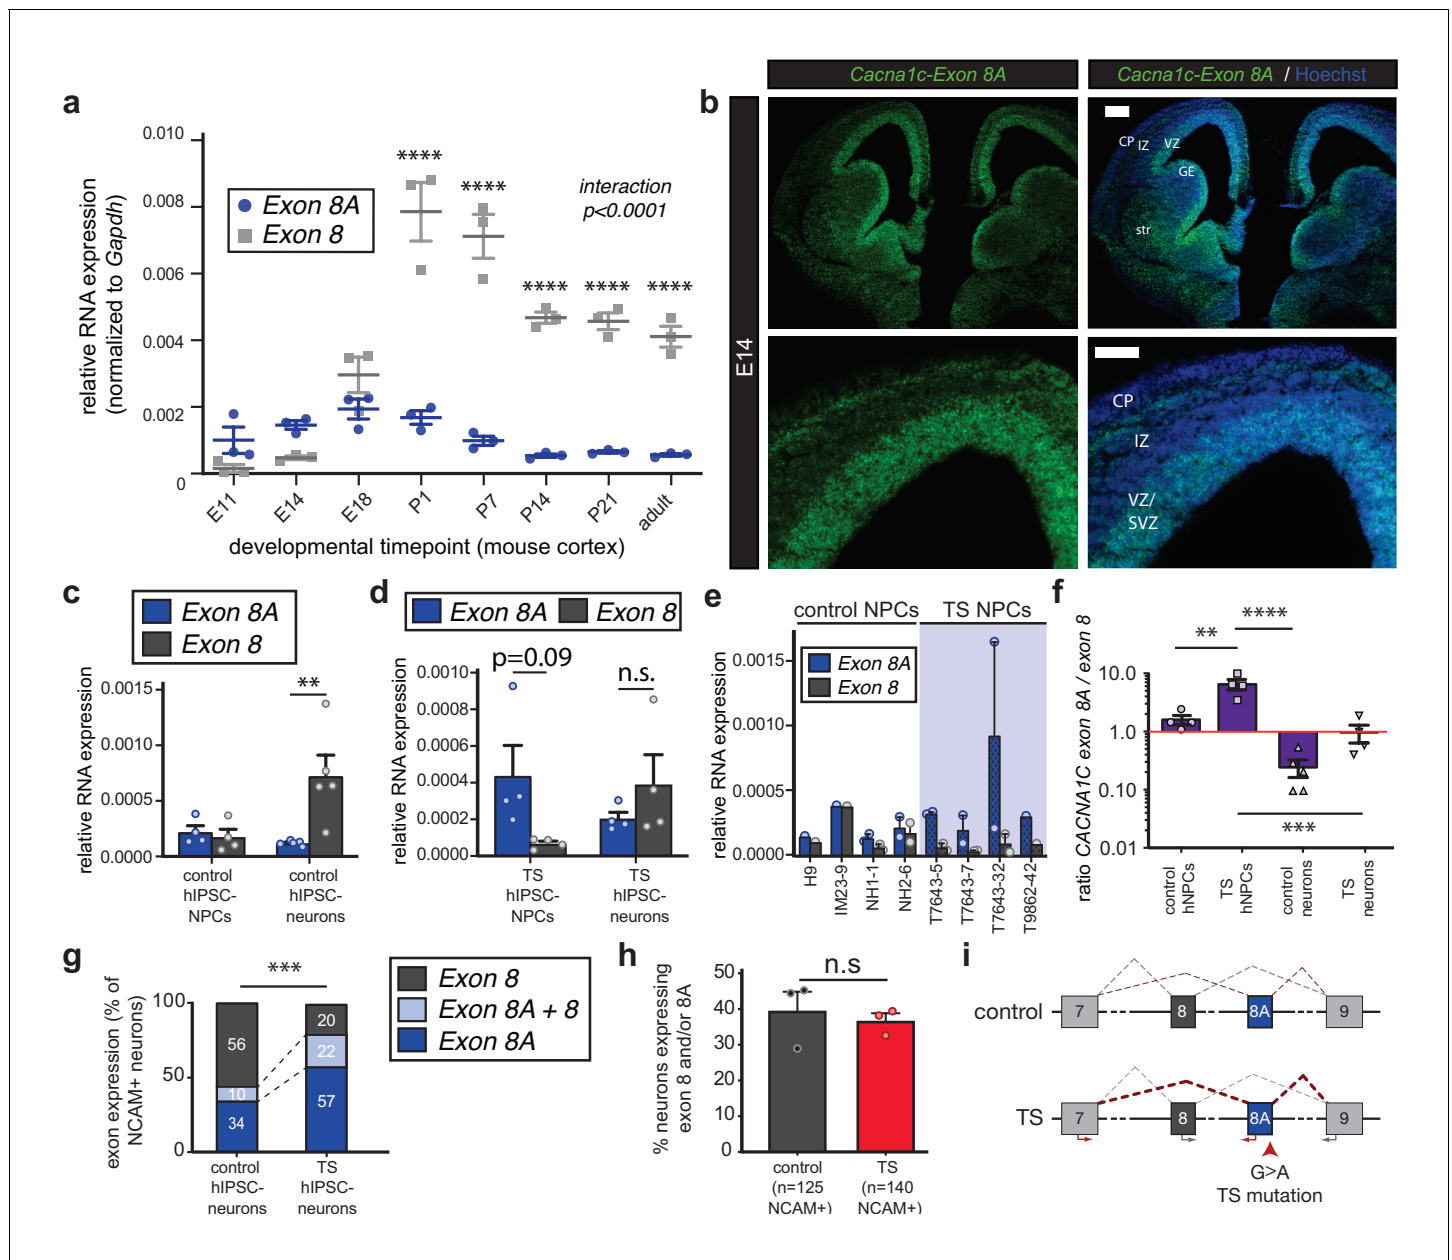 a
relative RNA expression
(normalized to Gapdh)
0.010
0.008
0.006
0.004
0.002
0
Exon 8A
Exon 8
****
****
interaction
p<0.0001
****
****
****
E11
E14
E18
P1
P7
P14
P21
adult
developmental timepoint (mouse cortex)
b
Cacna1c-Exon 8A
Cacna1c-Exon 8A / Hoechst
E14
CP
IZ
VZ
GE
str
CP
IZ
VZ/
SVZ
c
Exon 8A
Exon 8
relative RNA expression
0.0015
0.0010
0.0005
0.0000
**
control
hIPSC-
NPCs
control
hIPSC-
neurons
d
Exon 8A
Exon 8
relative RNA expression
0.0010
0.0008
0.0006
0.0004
0.0002
0.0000
p=0.09
n.s.
TS
hIPSC-
NPCs
TS
hIPSC-
neurons
e
control NPCs
TS NPCs
Exon 8A
Exon 8
relative RNA expression
0.0015
0.0010
0.0005
0.0000
H9
IM23-9
NH1-1
NH2-6
T7643-5
T7643-7
T7643-32
T9862-42
f
ratio CACNA1C exon 8A / exon 8
10.0
1.0
0.10
0.01
**
****
***
control
hNPCs
TS
hNPCs
control
neurons
TS
neurons
g
exon expression (% of
NCAM+ neurons)
100
50
0
***
56
10
34
20
22
57
control
hIPSC-
neurons
TS
hIPSC-
neurons
Exon 8
Exon 8A + 8
Exon 8A
h
% neurons expressing
exon 8 and/or 8A
50
40
30
20
10
0
n.s
control
(n=125
NCAM+)
TS
(n=140
NCAM+)
i
control
7
8
8A
9
TS
7
8
8A
9
G>A
TS mutation